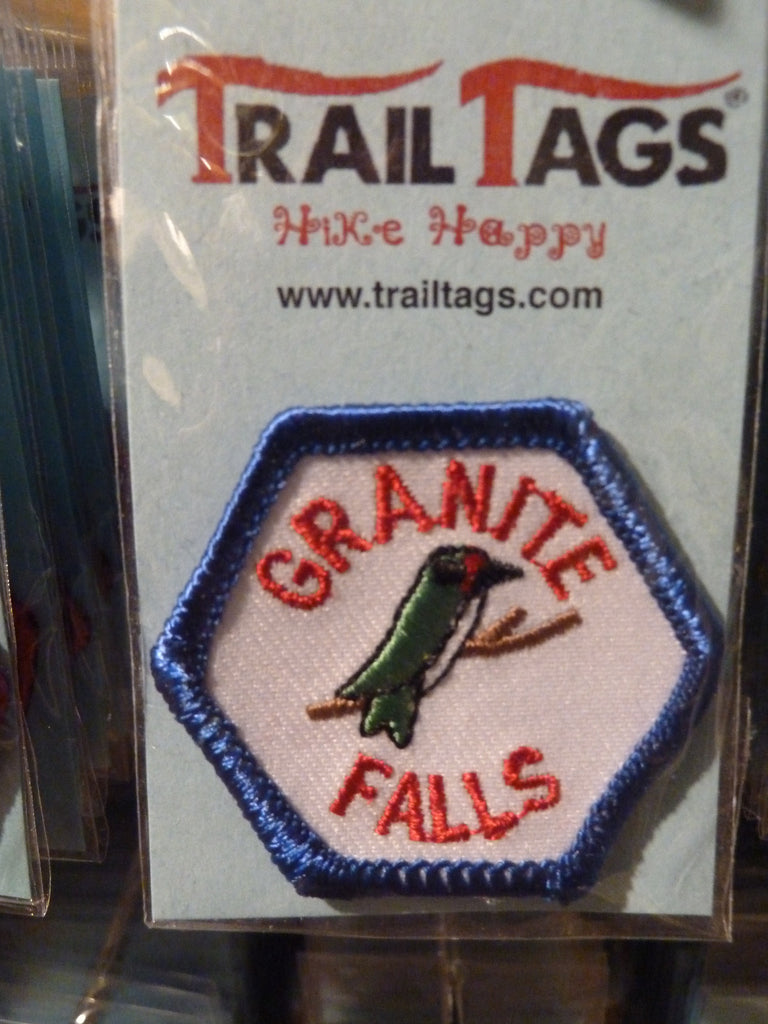 TRAIL TAGS®
Hike Happy
www.trailtags.com
GRANITE
FALLS